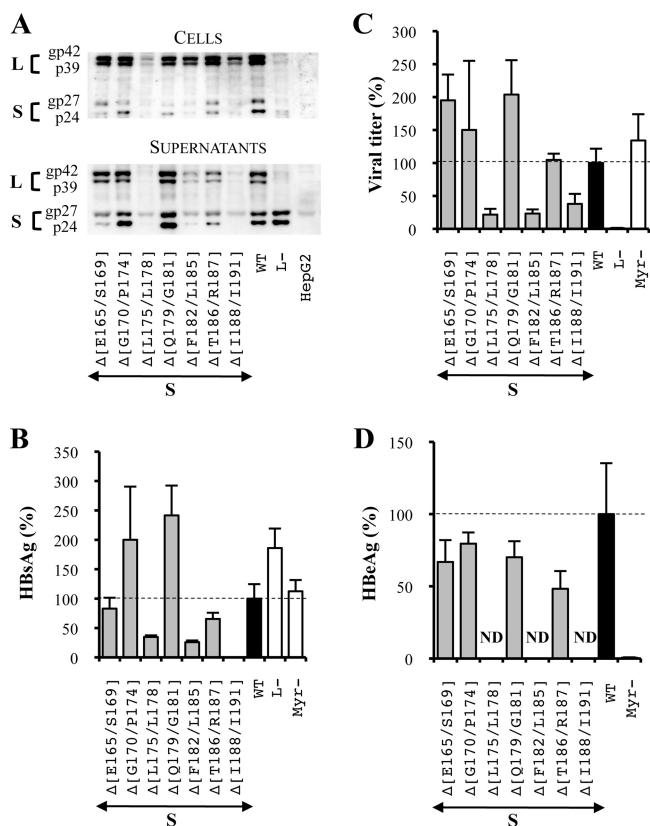 A
CELLS
L [ gp42
p39
S [ gp27
p24
SUPERNATANTS
L [ gp42
p39
S [ gp27
p24
Δ[E165/S169]
Δ[G170/P174]
Δ[L175/L178]
Δ[Q179/G181]
Δ[F182/L185]
Δ[T186/R187]
Δ[I188/I191]
WT
L-
HepG2
S
C
Viral titer (%)
300
250
200
150
100
50
0
Δ[E165/S169]
Δ[G170/P174]
Δ[L175/L178]
Δ[Q179/G181]
Δ[F182/L185]
Δ[T186/R187]
Δ[I188/I191]
WT
L-
Myr-
S
B
HBsAg (%)
350
300
250
200
150
100
50
0
Δ[E165/S169]
Δ[G170/P174]
Δ[L175/L178]
Δ[Q179/G181]
Δ[F182/L185]
Δ[T186/R187]
Δ[I188/I191]
WT
L-
Myr-
S
D
HBeAg (%)
150
100
50
0
ND
ND
ND
Δ[E165/S169]
Δ[G170/P174]
Δ[L175/L178]
Δ[Q179/G181]
Δ[F182/L185]
Δ[T186/R187]
Δ[I188/I191]
WT
Myr-
S